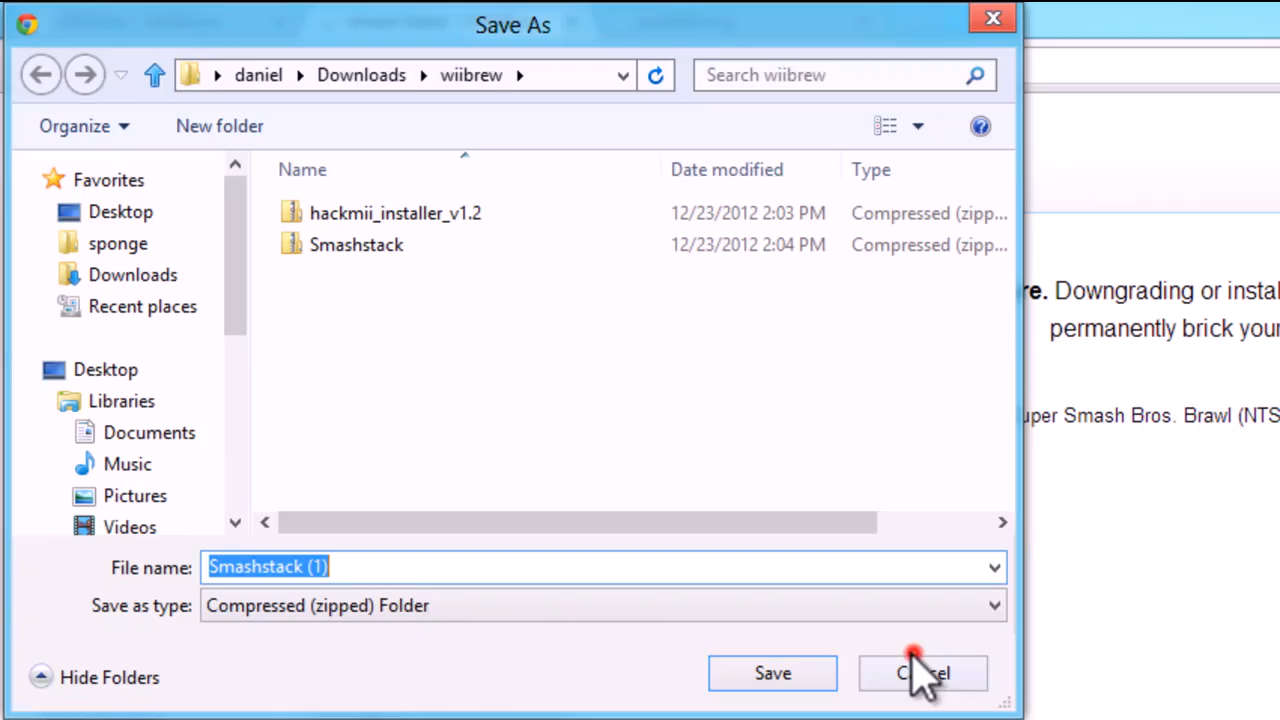 Save As
daniel Downloads wiibrew
Search wiibrew
Organize
New folder
Name
Date modified
Type
Favorites
Desktop
sponge
Downloads
Recent places
Desktop
Libraries
Documents
Music
Pictures
Videos
hackmii_installer_v1.2 12/23/2012 2:03 PM Compressed (zipp...
Smashstack 12/23/2012 2:04 PM Compressed (zipp...
re. Downgrading or instal
permanently brick your
uper Smash Bros. Brawl (NTS
File name: Smashstack (1)
Save as type: Compressed (zipped) Folder
Hide Folders
Save